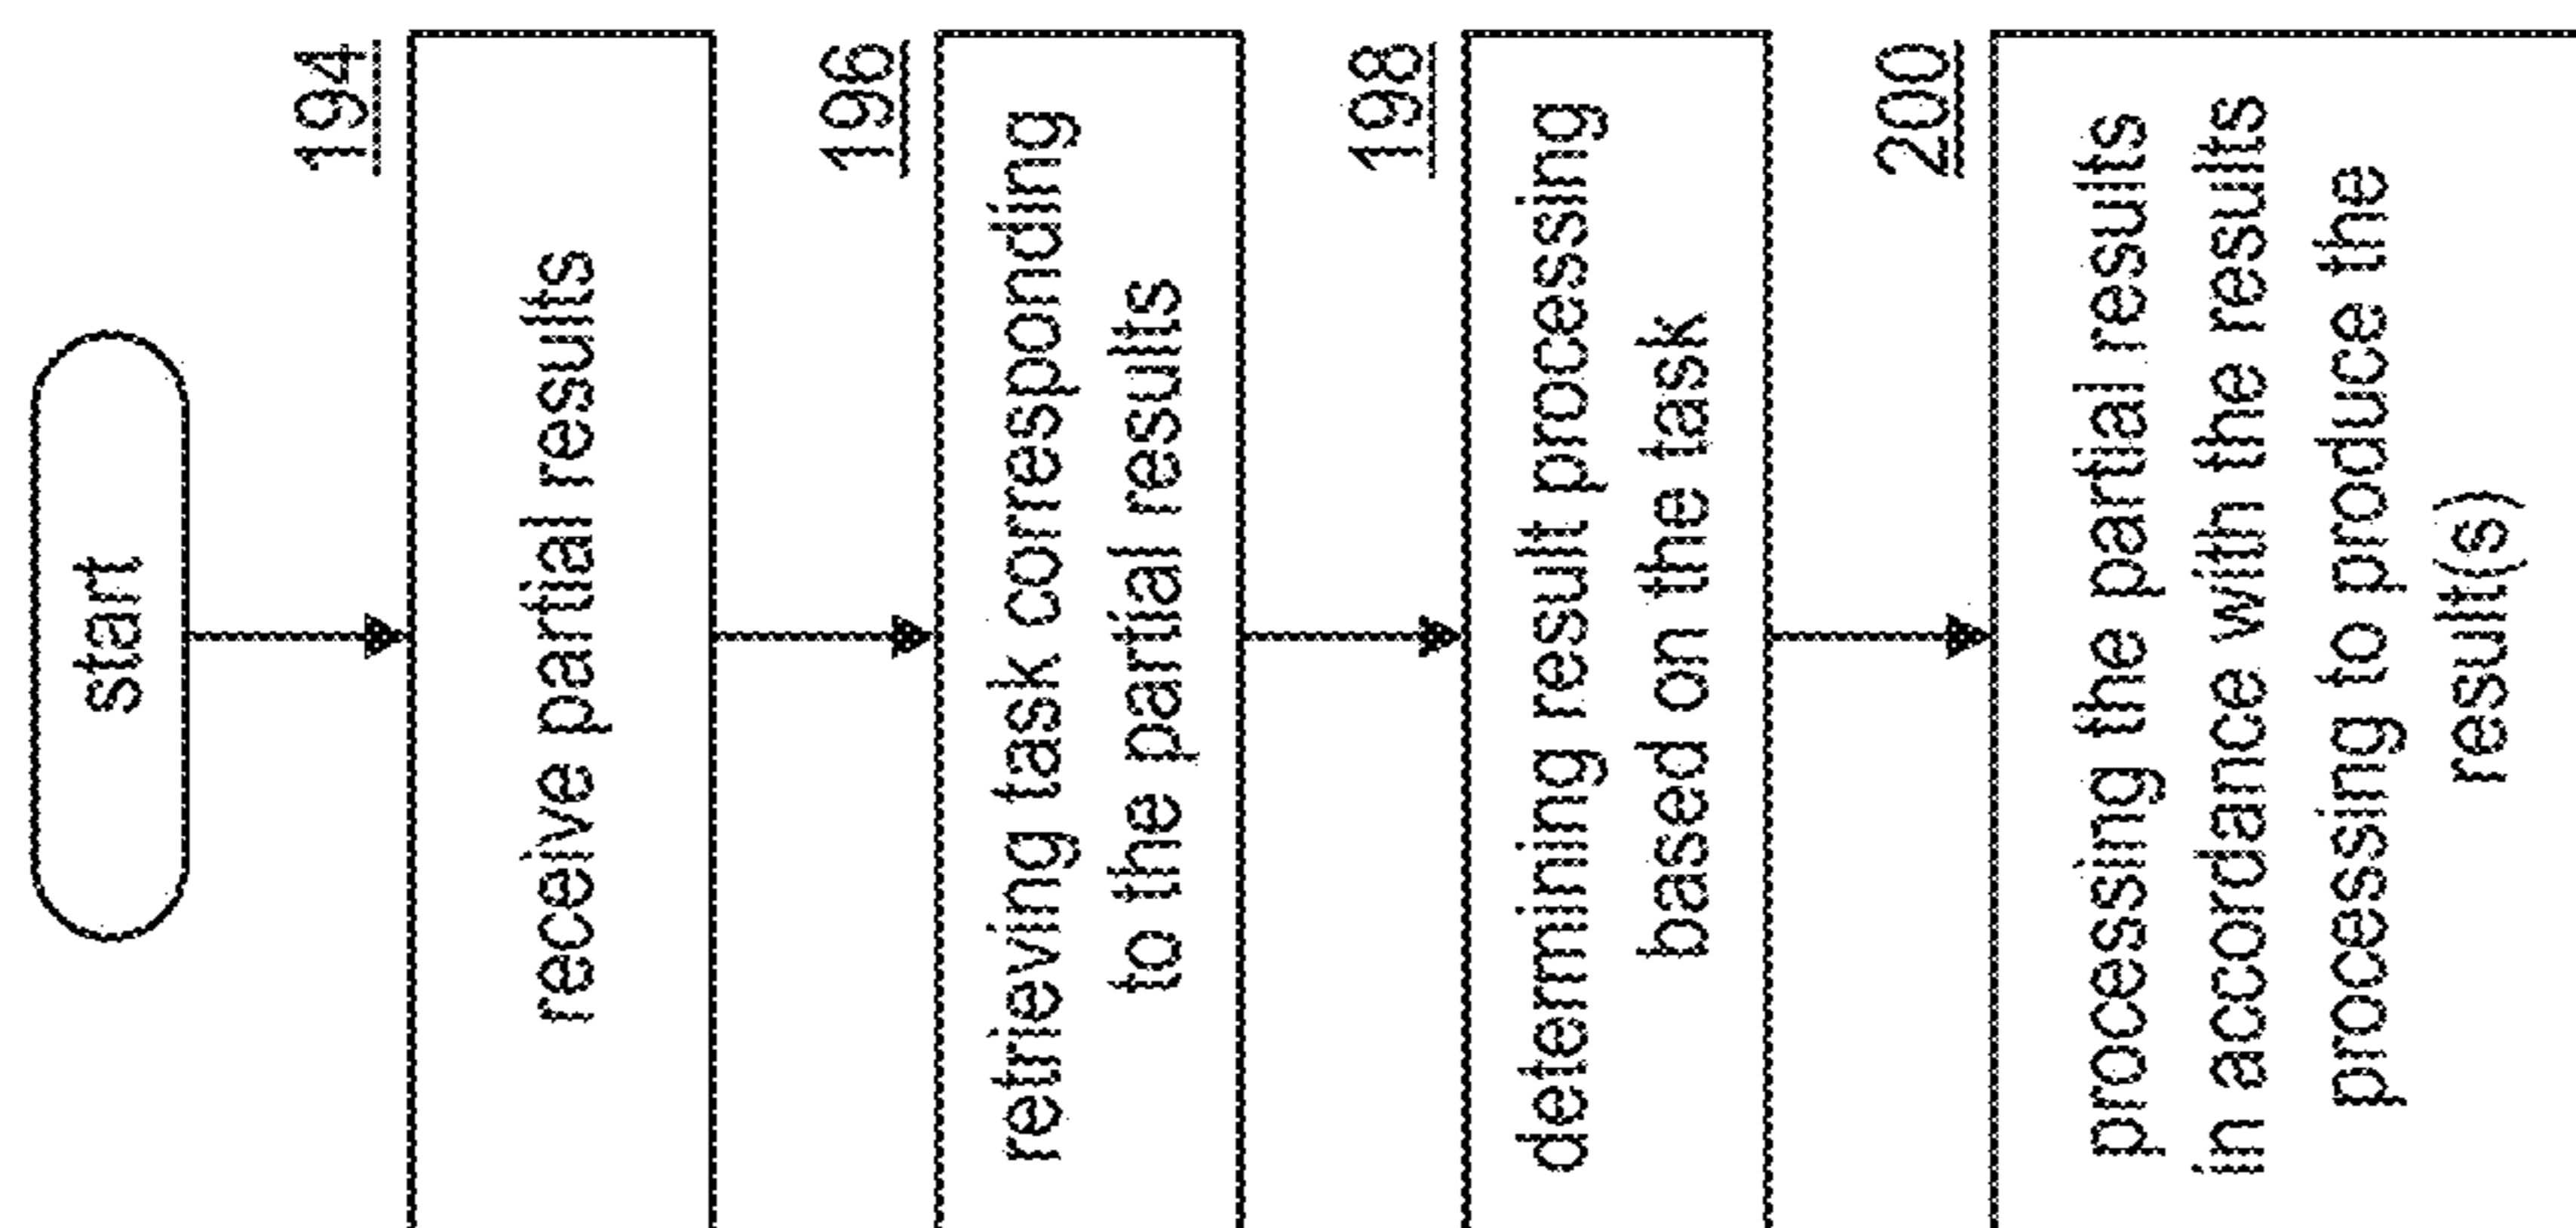 start
194
receive partial results
196
retrieving task corresponding
to the partial results
198
determining result processing
based on the task
200
processing the partial results
in accordance with the results
processing to produce the
result(s)